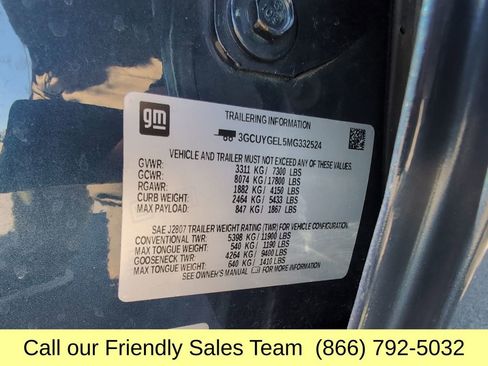 gm
TRAILERING INFORMATION
3GCUYGEL5MG332524
VEHICLE AND TRAILER MUST NOT EXCEED ANY OF THESE VALUES.
GVWR: 3311 KG/ 7300 LBS
GCWR: 8074 KG/17800 LBS
RGAWR: 1882 KG/ 4150 LBS
CURB WEIGHT: 2464 KG/ 5433 LBS
MAX PAYLOAD: 847 KG/ 1867 LBS
SAE J2807 TRAILER WEIGHT RATING (TWR) FOR VEHICLE CONFIGURATION:
CONVENTIONAL TWR: 5398 KG/11900 LBS
MAX TONGUE WEIGHT: 540 KG/ 1190 LBS
GOOSENECK TWR: 4264 KG/ 9400 LBS
MAX TONGUE WEIGHT: 640 KG/ 1410 LBS
SEE OWNER'S MANUAL FOR MORE INFORMATION
Call our Friendly Sales Team (866) 792-5032